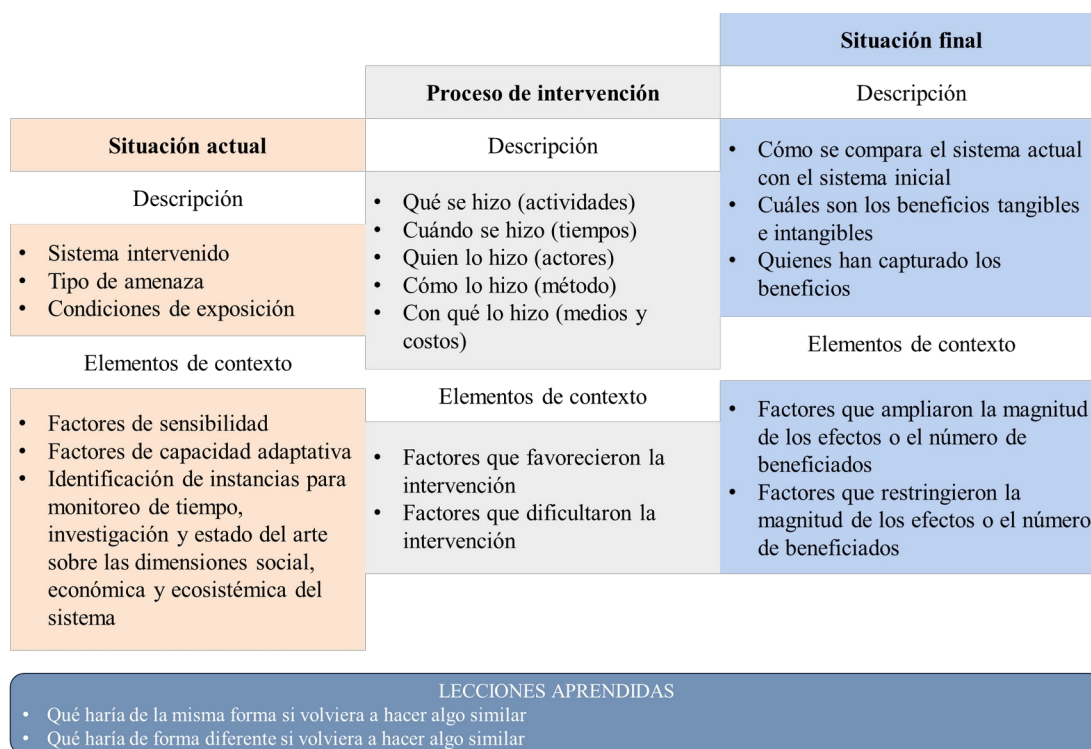 Situación actual
Descripción
• Sistema intervenido
• Tipo de amenaza
• Condiciones de exposición
Elementos de contexto
• Factores de sensibilidad
• Factores de capacidad adaptativa
• Identificación de instancias para
monitoreo de tiempo,
investigación y estado del arte
sobre las dimensiones social,
económica y ecosistémica del
sistema
Proceso de intervención
Descripción
• Qué se hizo (actividades)
• Cuándo se hizo (tiempos)
• Quien lo hizo (actores)
• Cómo lo hizo (método)
• Con qué lo hizo (medios y
costos)
Elementos de contexto
• Factores que favorecieron la
intervención
• Factores que dificultaron la
intervención
Situación final
Descripción
• Cómo se compara el sistema actual
con el sistema inicial
• Cuáles son los beneficios tangibles
e intangibles
• Quienes han capturado los
beneficios
Elementos de contexto
• Factores que ampliaron la magnitud
de los efectos o el número de
beneficiados
• Factores que restringieron la
magnitud de los efectos o el número
de beneficiados
LECCIONES APRENDIDAS
• Qué haría de la misma forma si volviera a hacer algo similar
• Qué haría de forma diferente si volviera a hacer algo similar